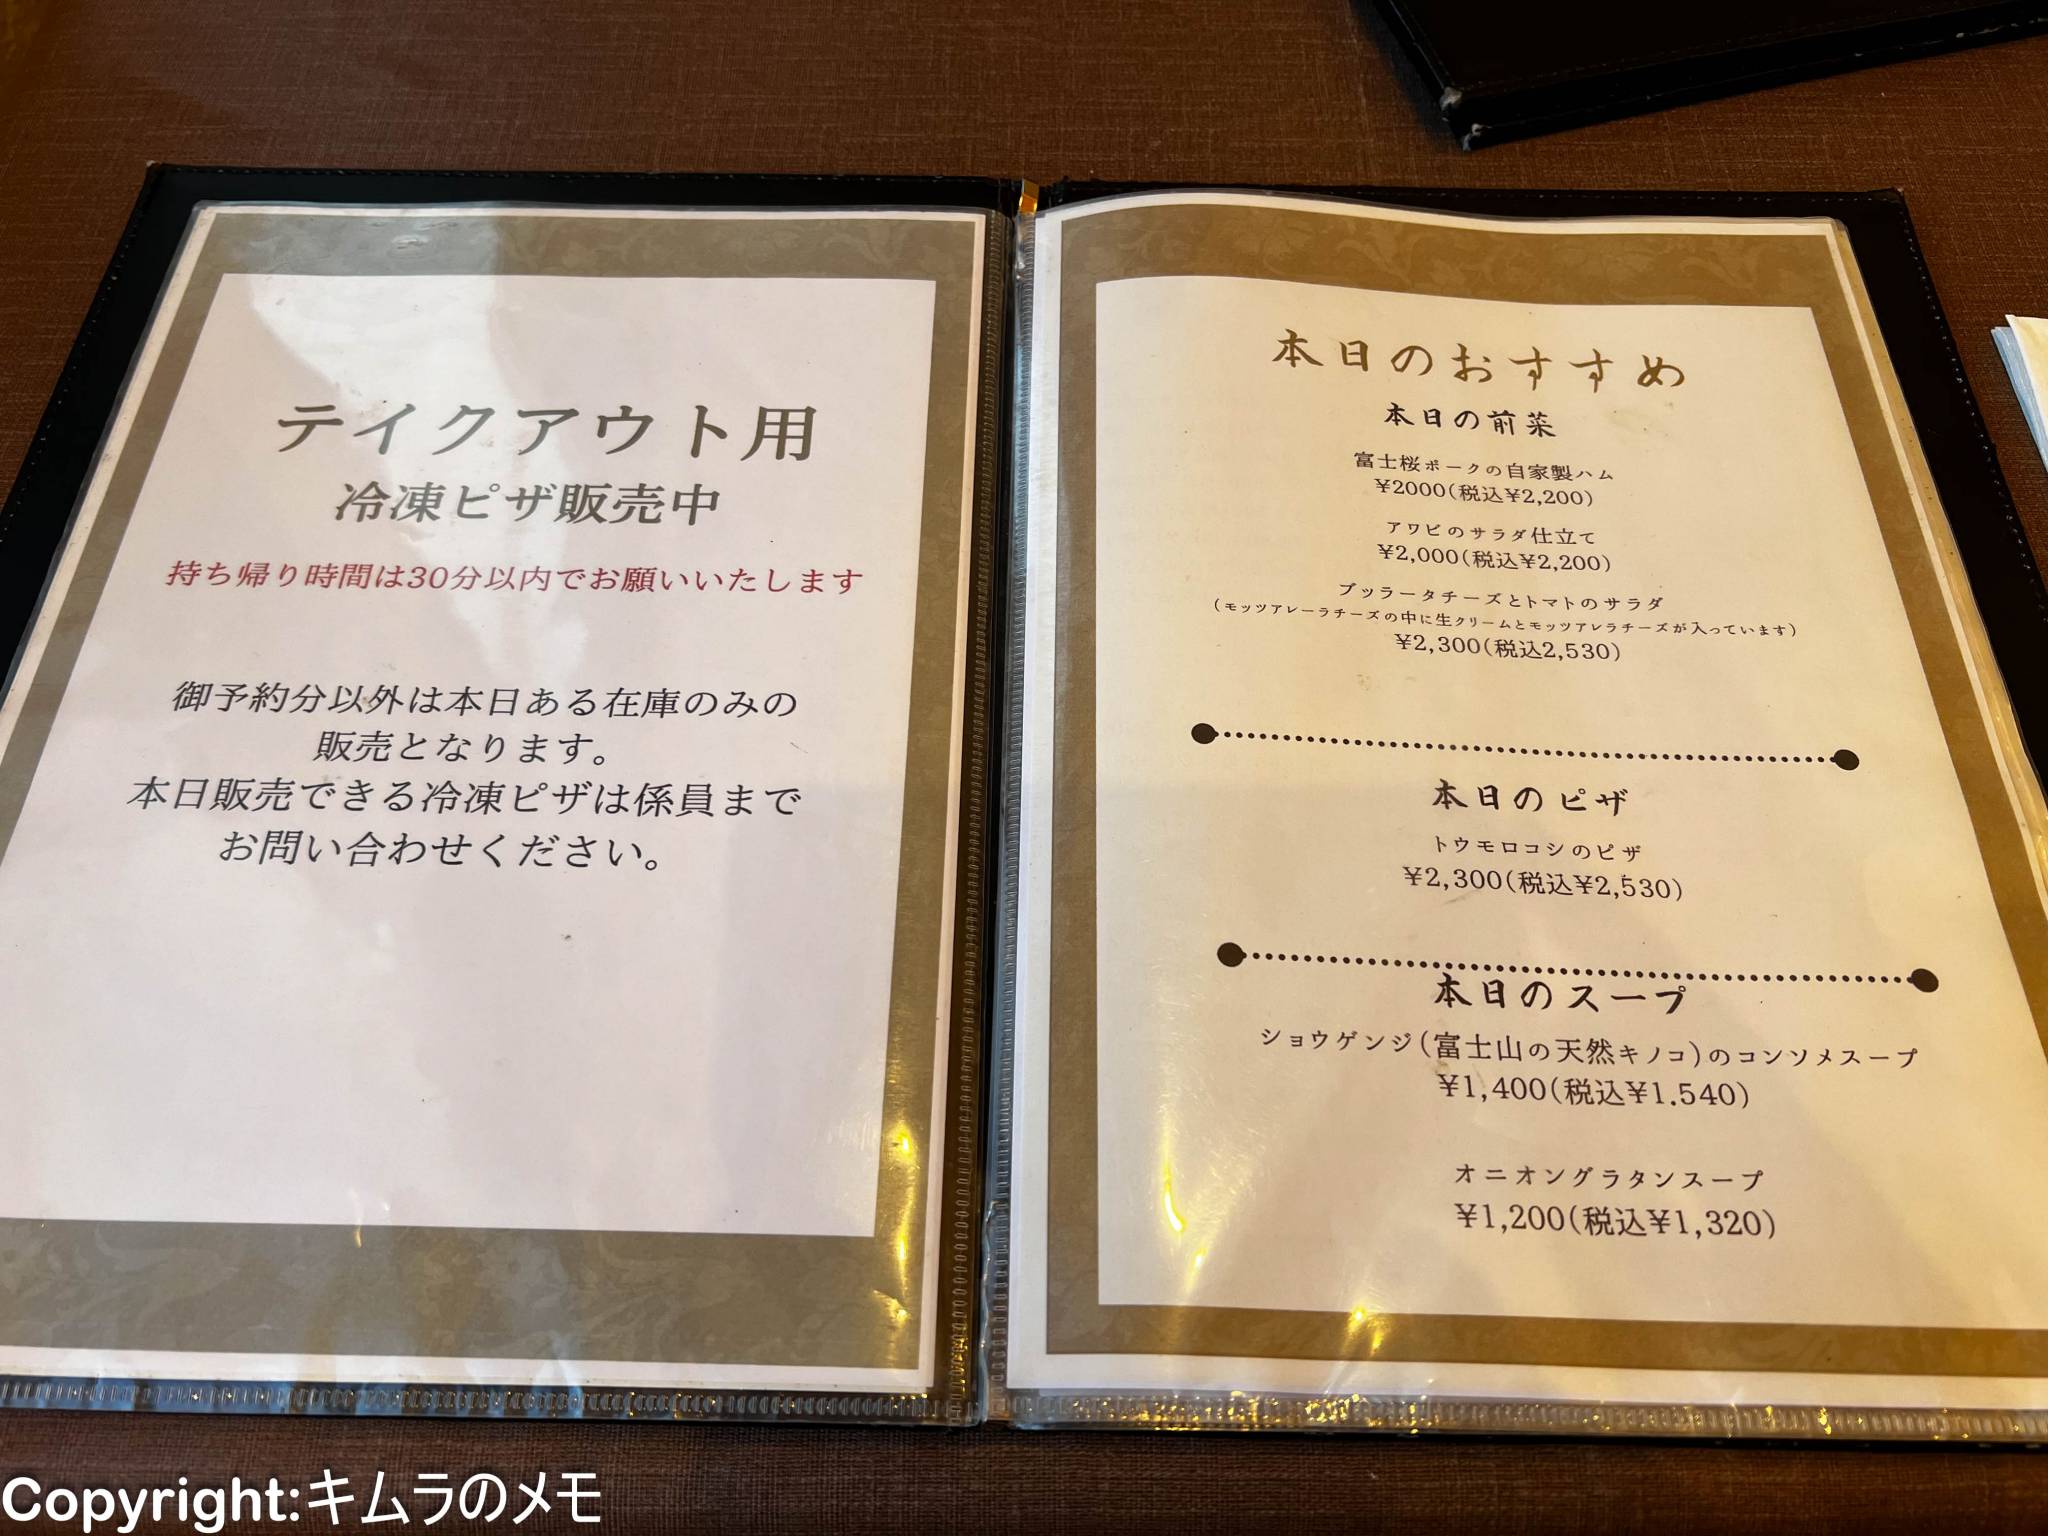 テイクアウト用
冷凍ピザ販売中
持ち帰り時間は30分以内でお願いいたします
御予約分以外は本日ある在庫のみの
販売となります。
本日販売できる冷凍ピザは係員まで
お問い合わせください。
本日のおすすめ
本日の前菜
富士桜ポークの自家製ハム
¥2000(税込¥2,200)
アワビのサラダ仕立て
¥2,000(税込¥2,200)
ブッラータチーズとトマトのサラダ
(モッツアレーラチーズの中に生クリームとモッツアレラチーズが入っています)
¥2,300(税込2,530)
本日のピザ
トウモロコシのピザ
¥2,300(税込¥2,530)
本日のスープ
ショウゲンジ(富士山の天然キノコ)のコンソメスープ
¥1,400(税込¥1.540)
オニオングラタンスープ
¥1,200(税込¥1,320)
Copyright:キムラのメモ